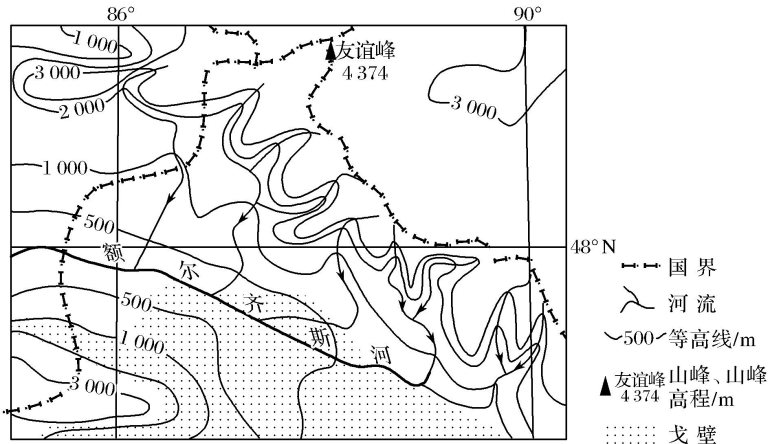 86°
90°
1 000
友谊峰
4 374
3 000
2 000
3 000
1 000
500
额
48°N
尔
500
齐
斯
河
1 000
3 000
国界
河流
500 等高线/m
友谊峰 山峰、山峰
4 374 高程/m
戈壁